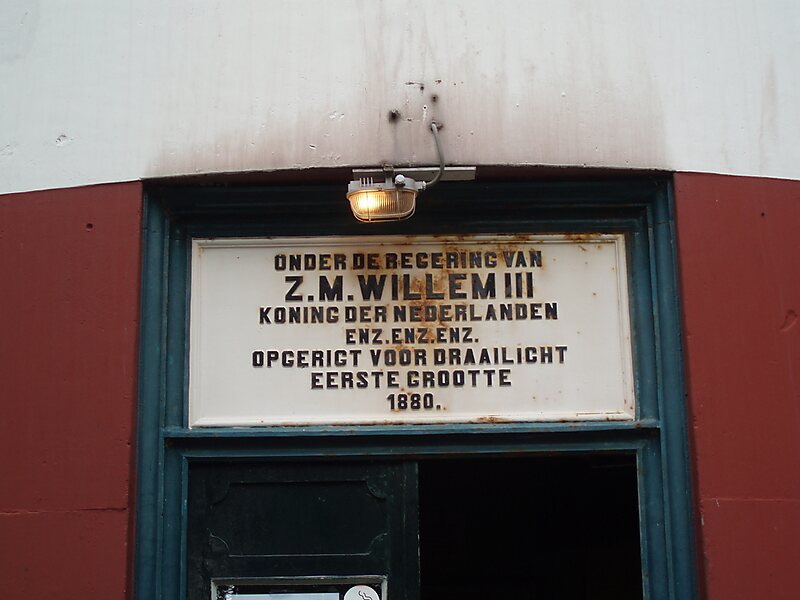 ONDER DE REGERING VAN
Z.M. WILLEM III
KONING DER NEDERLANDEN
ENZ. ENZ. ENZ.
OPGERIGT VOOR DRAAILICHT
EERSTE GROOTTE
1880.